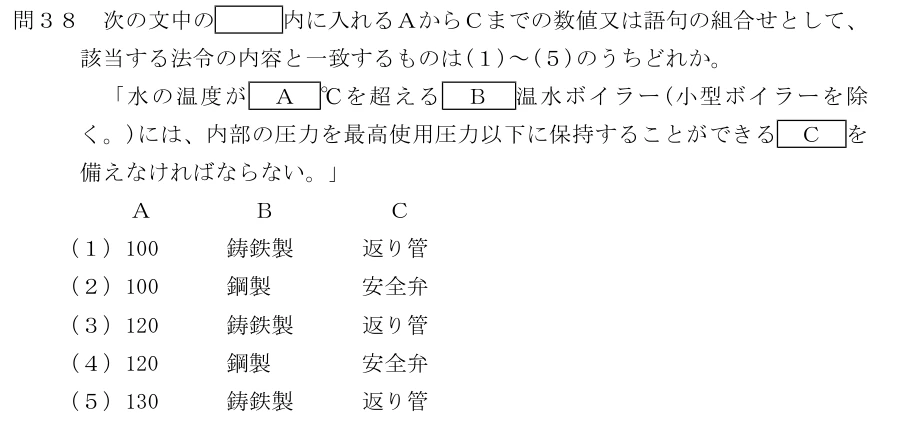 問３８　次の文中の　　　内に入れるＡからＣまでの数値又は語句の組合せとして、
該当する法令の内容と一致するものは(１)～(５)のうちどれか。
「水の温度が　Ａ　℃を超える　Ｂ　温水ボイラー(小型ボイラーを除
く。)には、内部の圧力を最高使用圧力以下に保持することができる　Ｃ　を
備えなければならない。」
Ａ　Ｂ　Ｃ
(１) 100　鋳鉄製　返り管
(２) 100　鋼製　安全弁
(３) 120　鋳鉄製　返り管
(４) 120　鋼製　安全弁
(５) 130　鋳鉄製　返り管